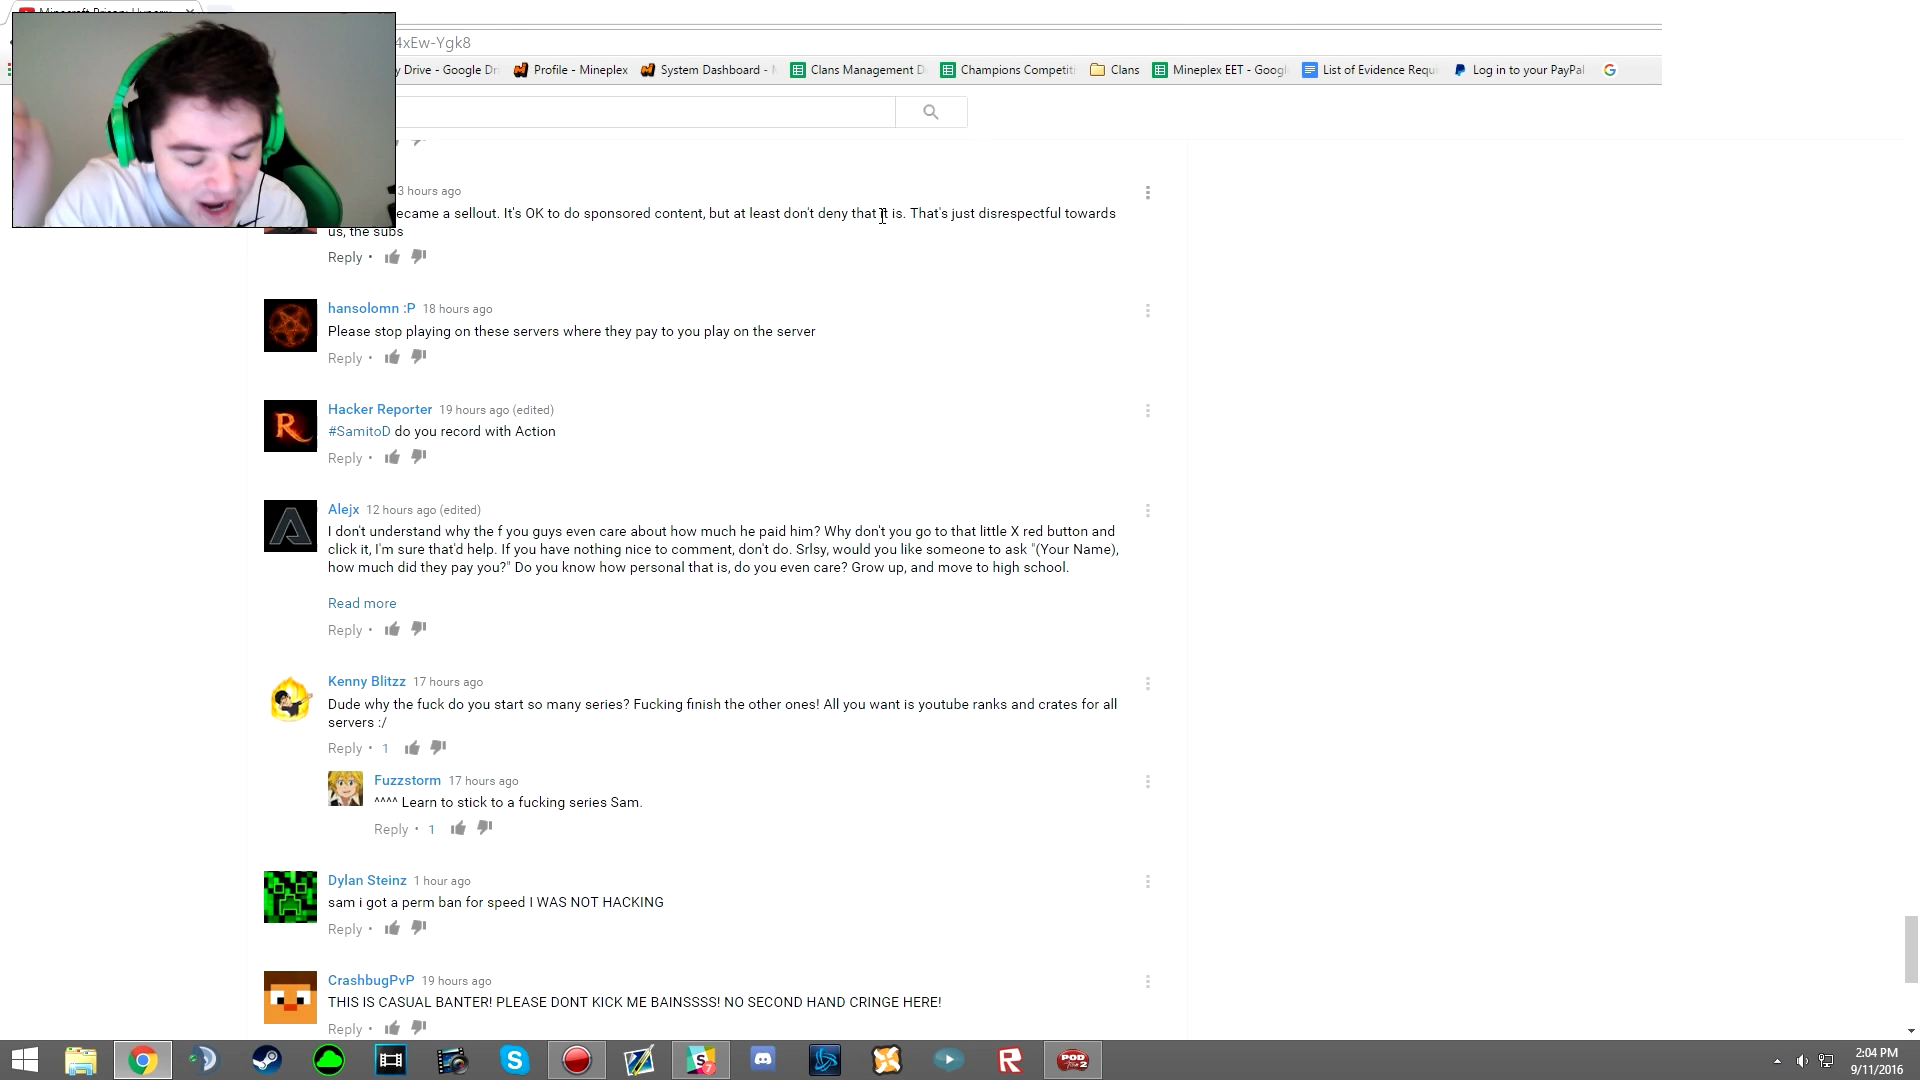 4xEw-Ygk8
y Drive - Google Dr
Profile - Mineplex
System Dashboard -
Clans Management D
Champions Competiti
Clans
Mineplex EET - Googl
List of Evidence Requ
Log in to your PayPal
3 hours ago
ecame a sellout. It's OK to do sponsored content, but at least don't deny that it is. That's just disrespectful towards
us, the subs
Reply •
hansolomn :P 18 hours ago
Please stop playing on these servers where they pay to you play on the server
Reply •
Hacker Reporter 19 hours ago (edited)
#SamitoD do you record with Action
Reply •
Alejx 12 hours ago (edited)
I don't understand why the f you guys even care about how much he paid him? Why don't you go to that little X red button and
click it, I'm sure that'd help. If you have nothing nice to comment, don't do. Srlsy, would you like someone to ask "(Your Name),
how much did they pay you?" Do you know how personal that is, do you even care? Grow up, and move to high school.
Read more
Reply •
Kenny Blitzz 17 hours ago
Dude why the fuck do you start so many series? Fucking finish the other ones! All you want is youtube ranks and crates for all
servers :/
Reply • 1
Fuzzstorm 17 hours ago
^^^^ Learn to stick to a fucking series Sam.
Reply • 1
Dylan Steinz 1 hour ago
sam i got a perm ban for speed I WAS NOT HACKING
Reply •
CrashbugPvP 19 hours ago
THIS IS CASUAL BANTER! PLEASE DONT KICK ME BAINSSSS! NO SECOND HAND CRINGE HERE!
Reply •
7
POD
2
2:04 PM
9/11/2016